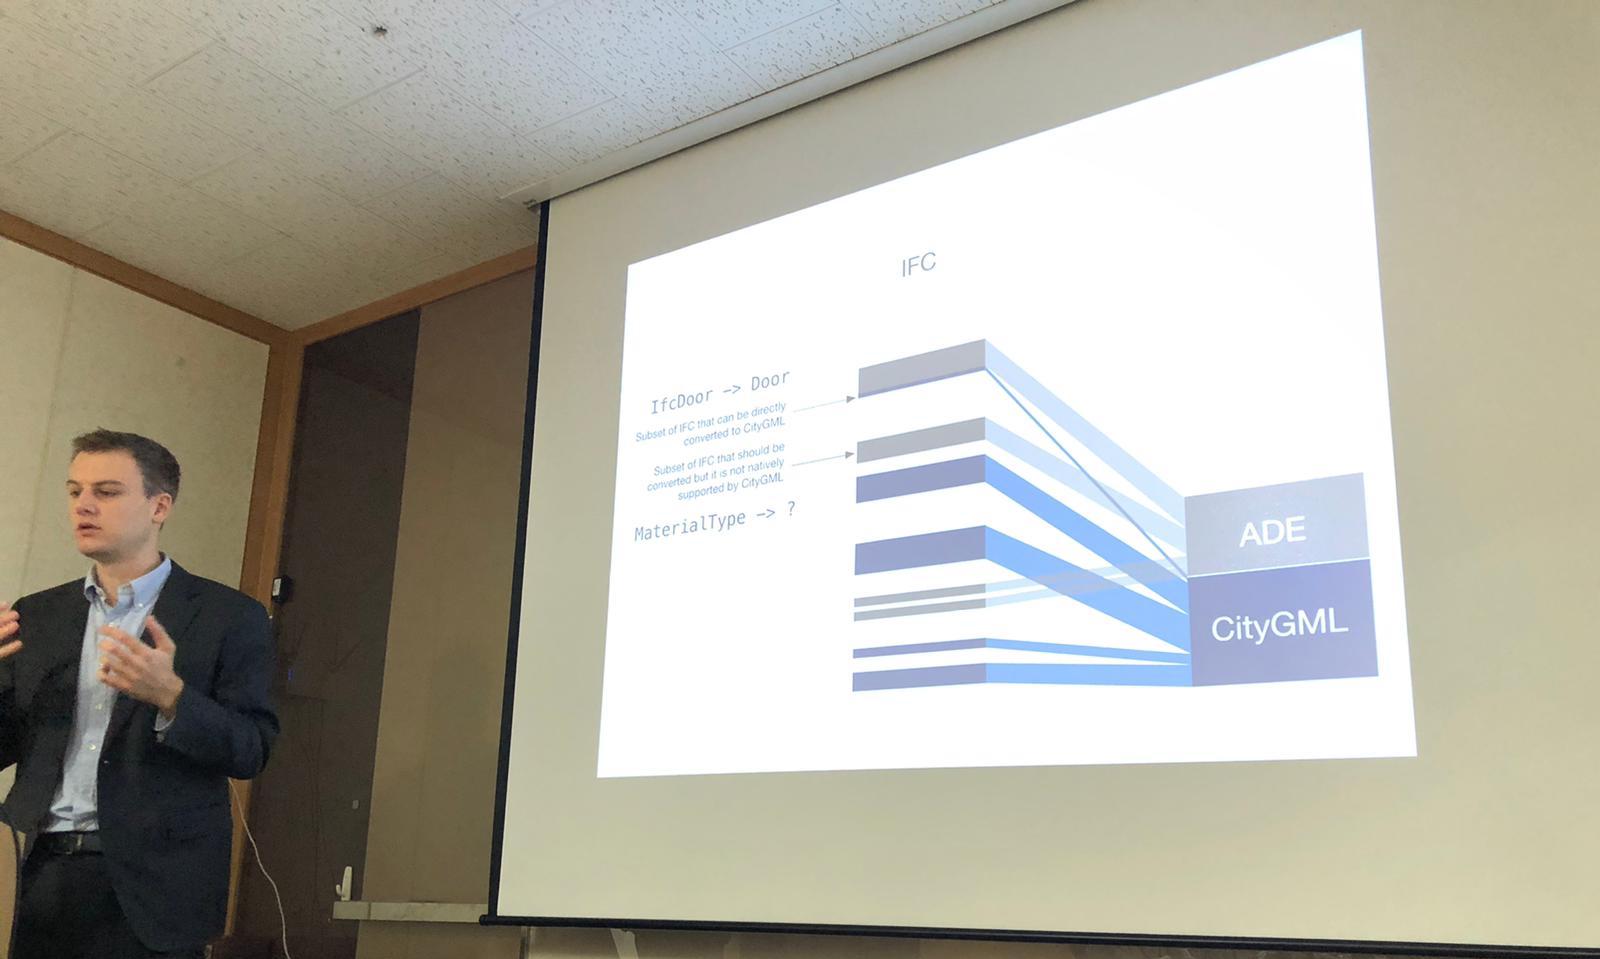 IFC
IfcDoor -> Door
Subset of IFC that can be directly
converted to CityGML
Subset of IFC that should be
converted but it is not natively
supported by CityGML
MaterialType -> ?
ADE
CityGML